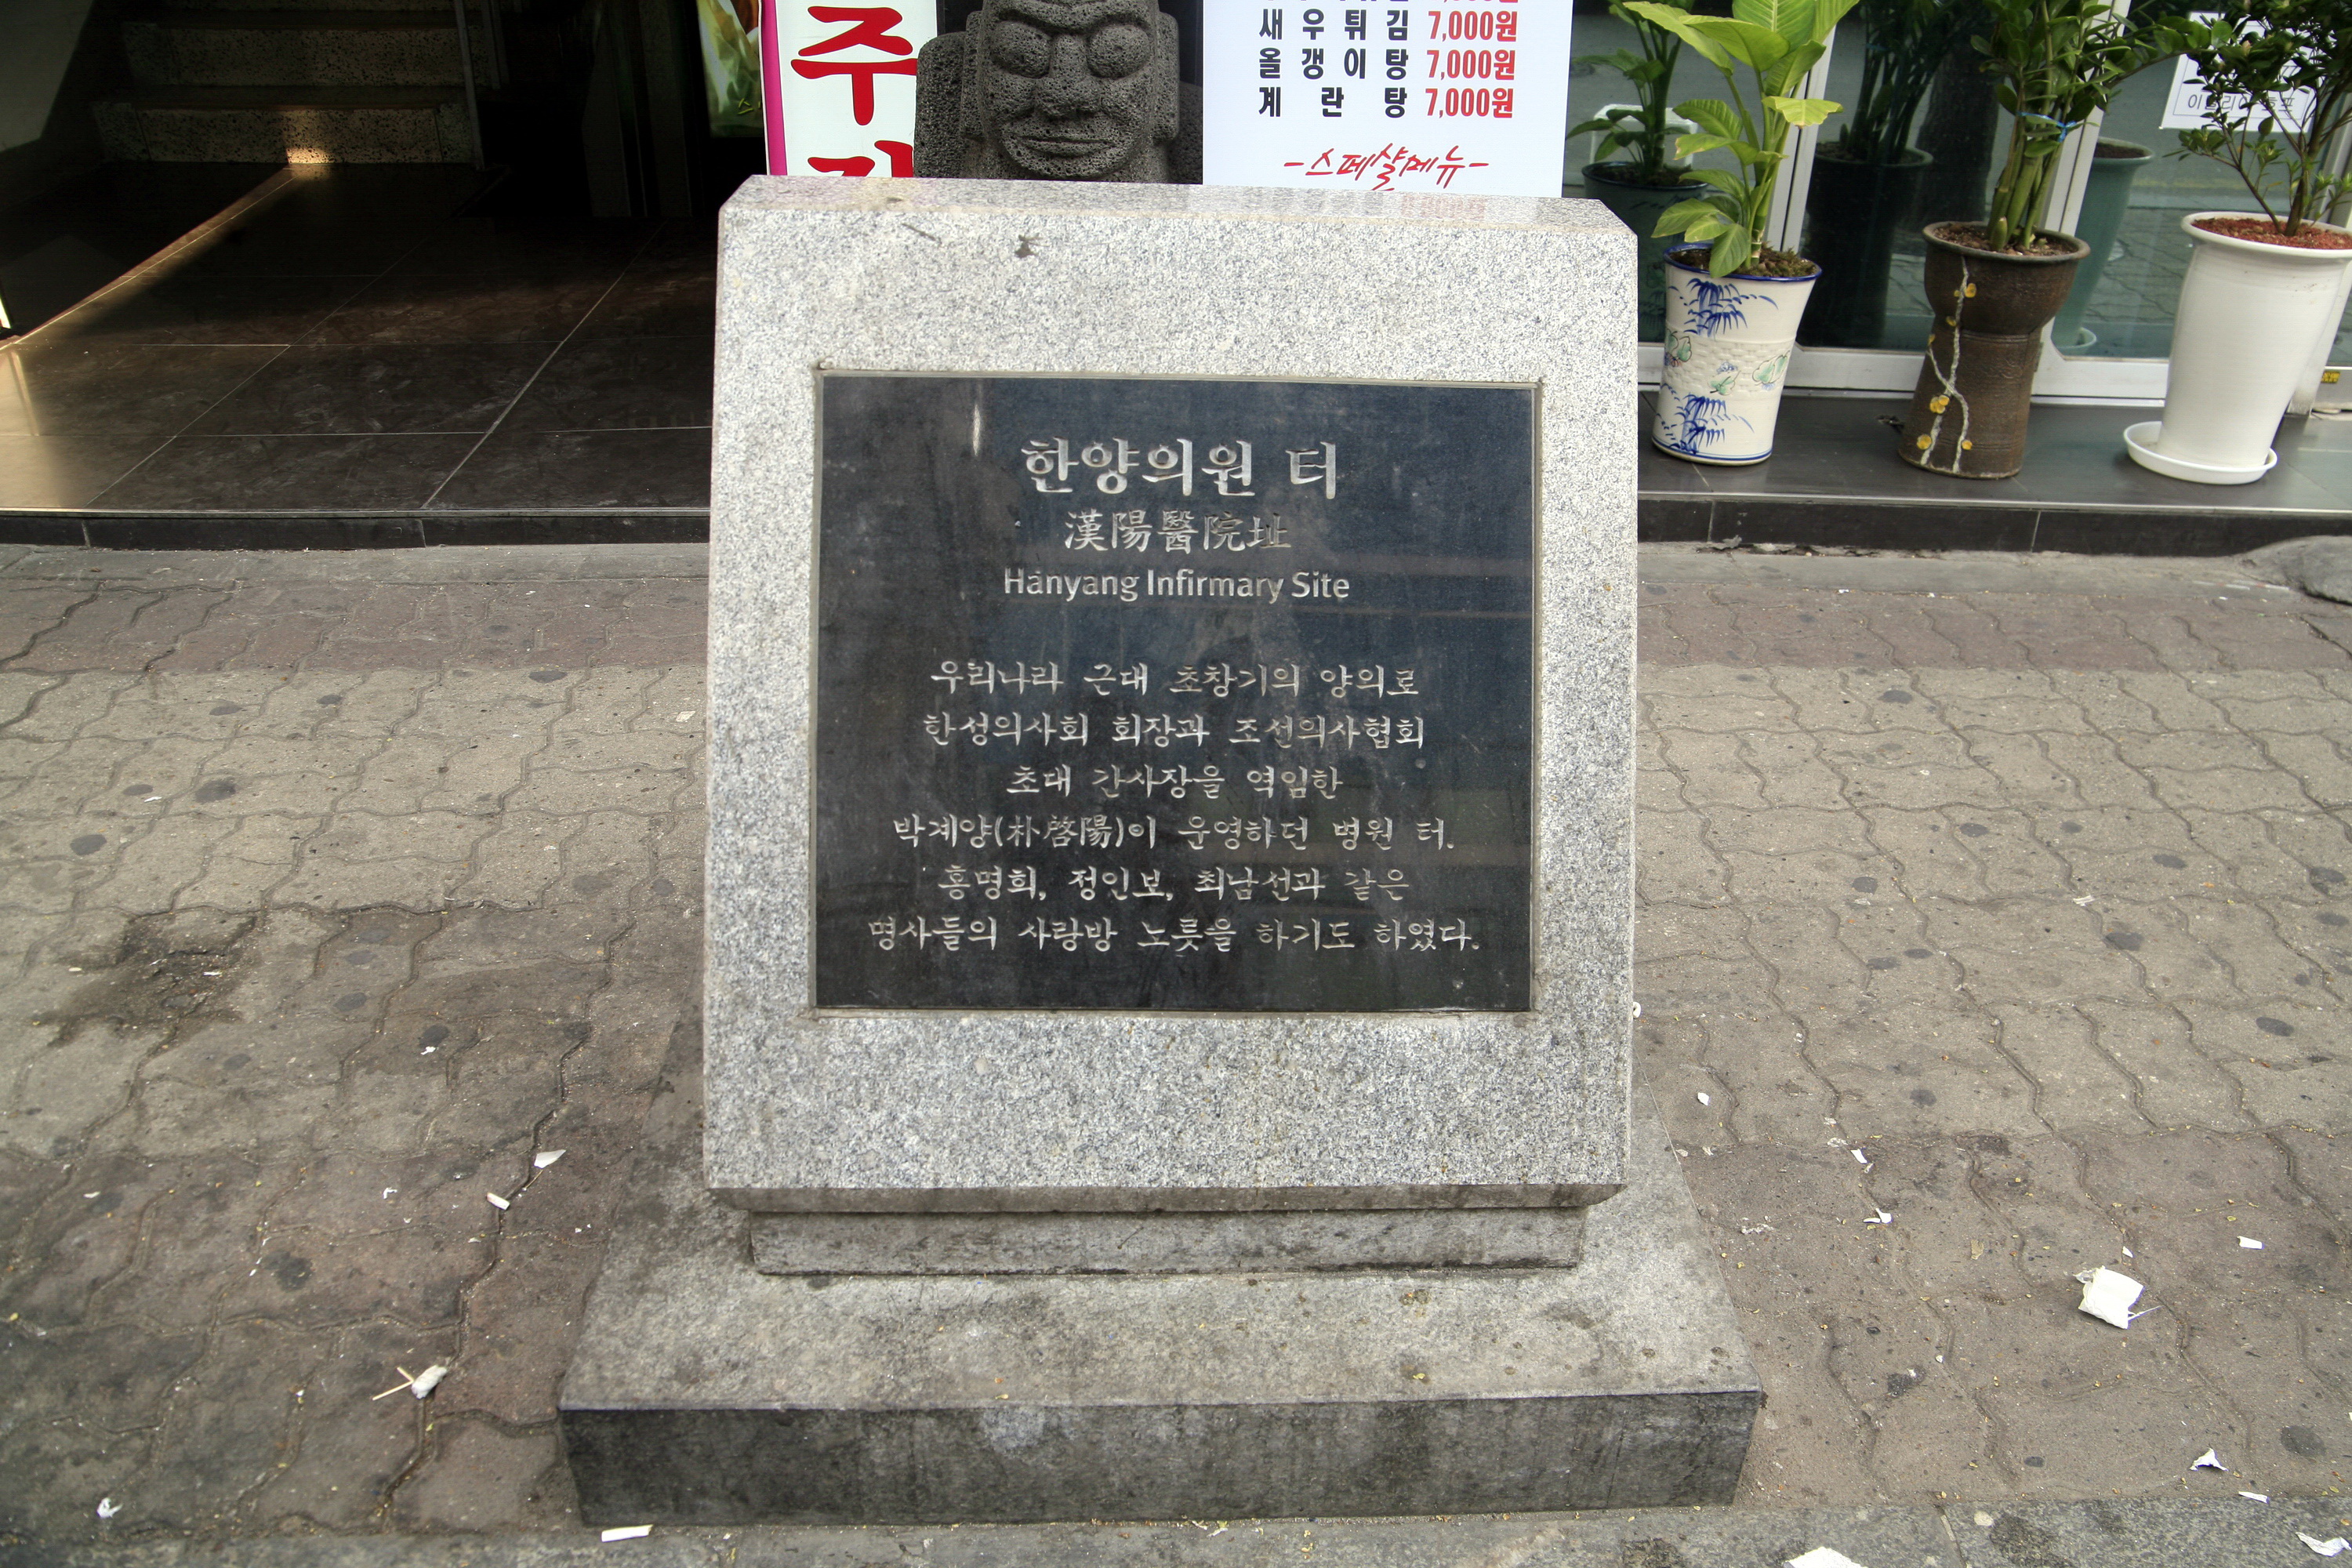 주
새우튀김 7,000원
올갱이탕 7,000원
계란탕 7,000원
-스페샬메뉴-
한양의원 터
漢陽醫院址
Hanyang Infirmary Site
우리나라 근대 초창기의 양의로
한성의사회 회장과 조선의사협회
초대 간사장을 역임한
박계양(朴啓陽)이 운영하던 병원 터.
홍명희, 정인보, 최남선과 같은
명사들의 사랑방 노릇을 하기도 하였다.